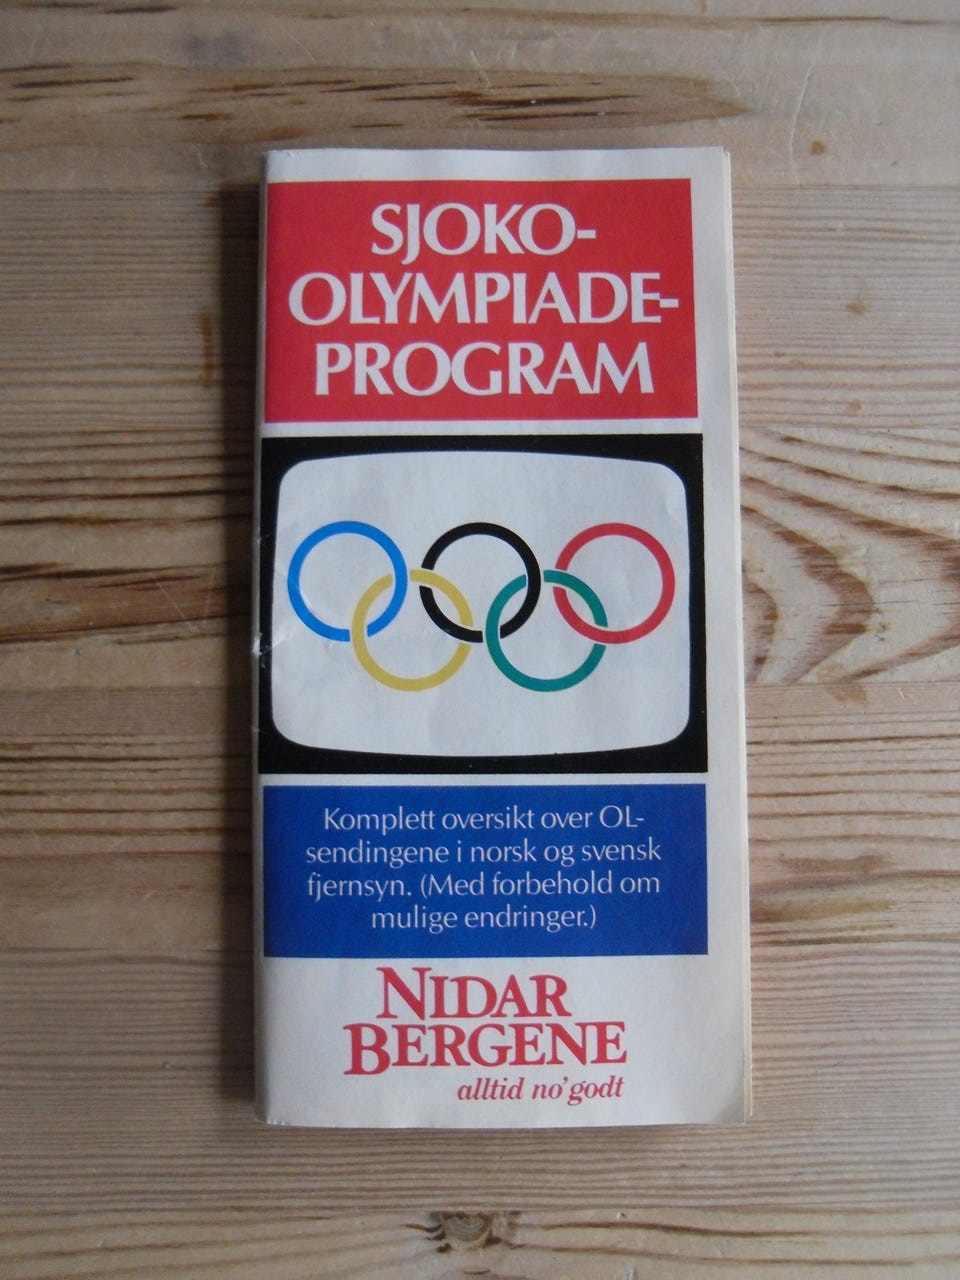 SJOKO-
OLYMPIADE-
PROGRAM
Komplett oversikt over OL-
sendingene i norsk og svensk
fjernsyn. (Med forbehold om
mulige endringer.)
NIDAR
BERGENE
alltid no'godt